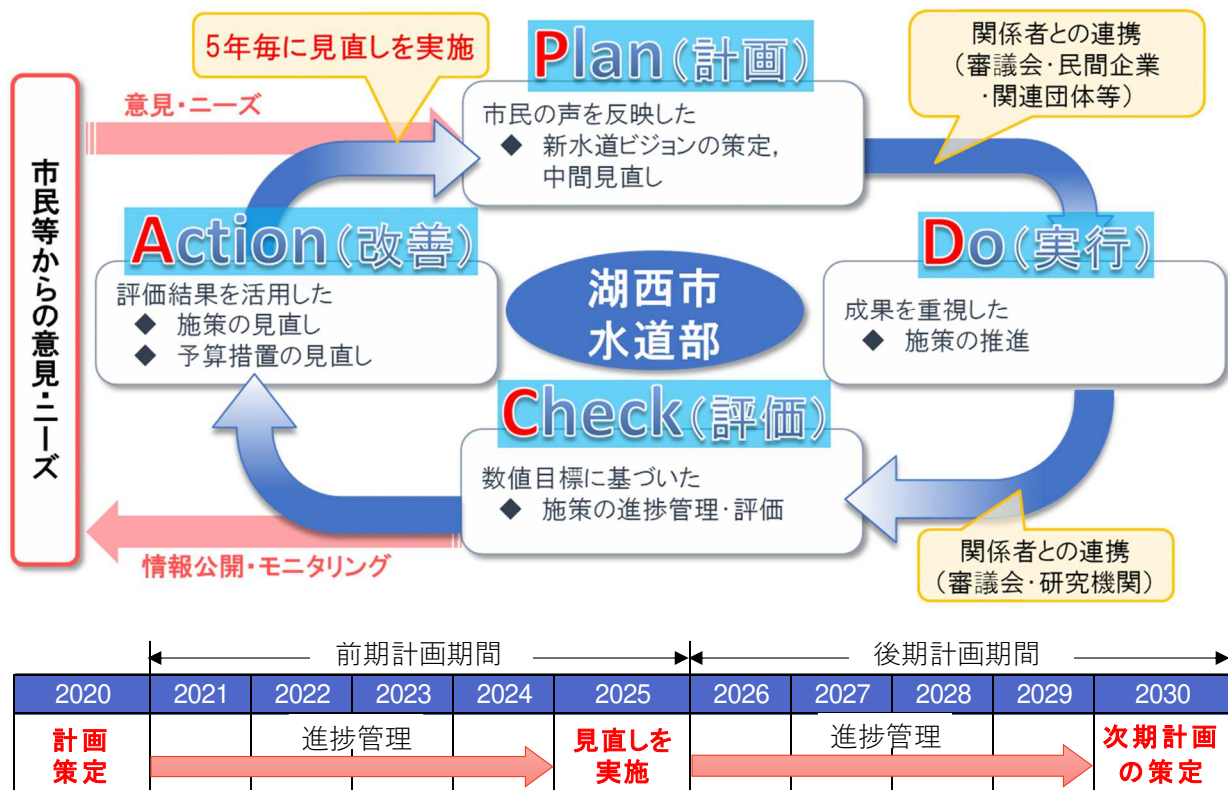 5年毎に見直しを実施
Plan(計画)
市民の声を反映した
◆ 新水道ビジョンの策定,
中間見直し
関係者との連携
(審議会・民間企業
・関連団体等)
意見・ニーズ
市民等からの意見・ニーズ
Action(改善)
評価結果を活用した
◆ 施策の見直し
◆ 予算措置の見直し
湖西市
水道部
Do(実行)
成果を重視した
◆ 施策の推進
Check(評価)
数値目標に基づいた
◆ 施策の進捗管理・評価
情報公開・モニタリング
関係者との連携
(審議会・研究機関)
前期計画期間 後期計画期間
2020 2021 2022 2023 2024 2025 2026 2027 2028 2029 2030
計画
策定
進捗管理
見直しを
実施
進捗管理
次期計画
の策定